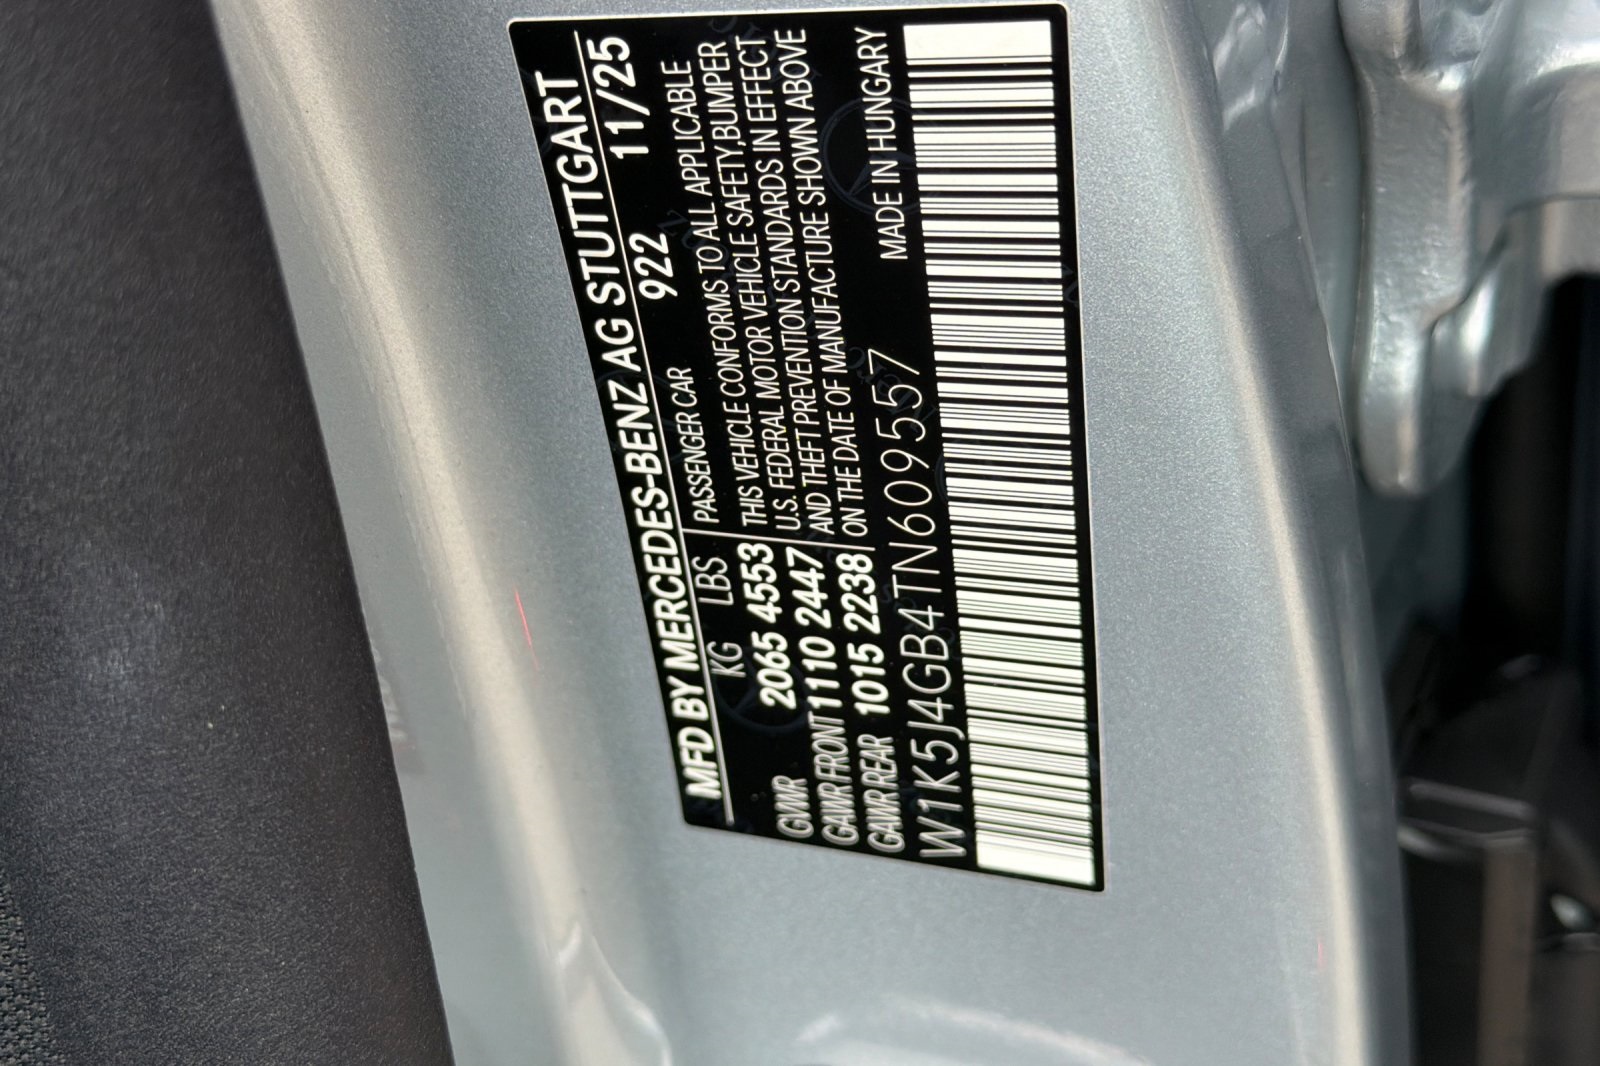 MFD BY MERCEDES-BENZ AG STUTTGART
922 11/25
KG LBS
GVWR 2065 4553
GAWR FRONT 1110 2447
GAWR REAR 1015 2238
PASSENGER CAR
THIS VEHICLE CONFORMS TO ALL APPLICABLE
U.S. FEDERAL MOTOR VEHICLE SAFETY,BUMPER
AND THEFT PREVENTION STANDARDS IN EFFECT
ON THE DATE OF MANUFACTURE SHOWN ABOVE
W1K5J4GB4TN609557
MADE IN HUNGARY